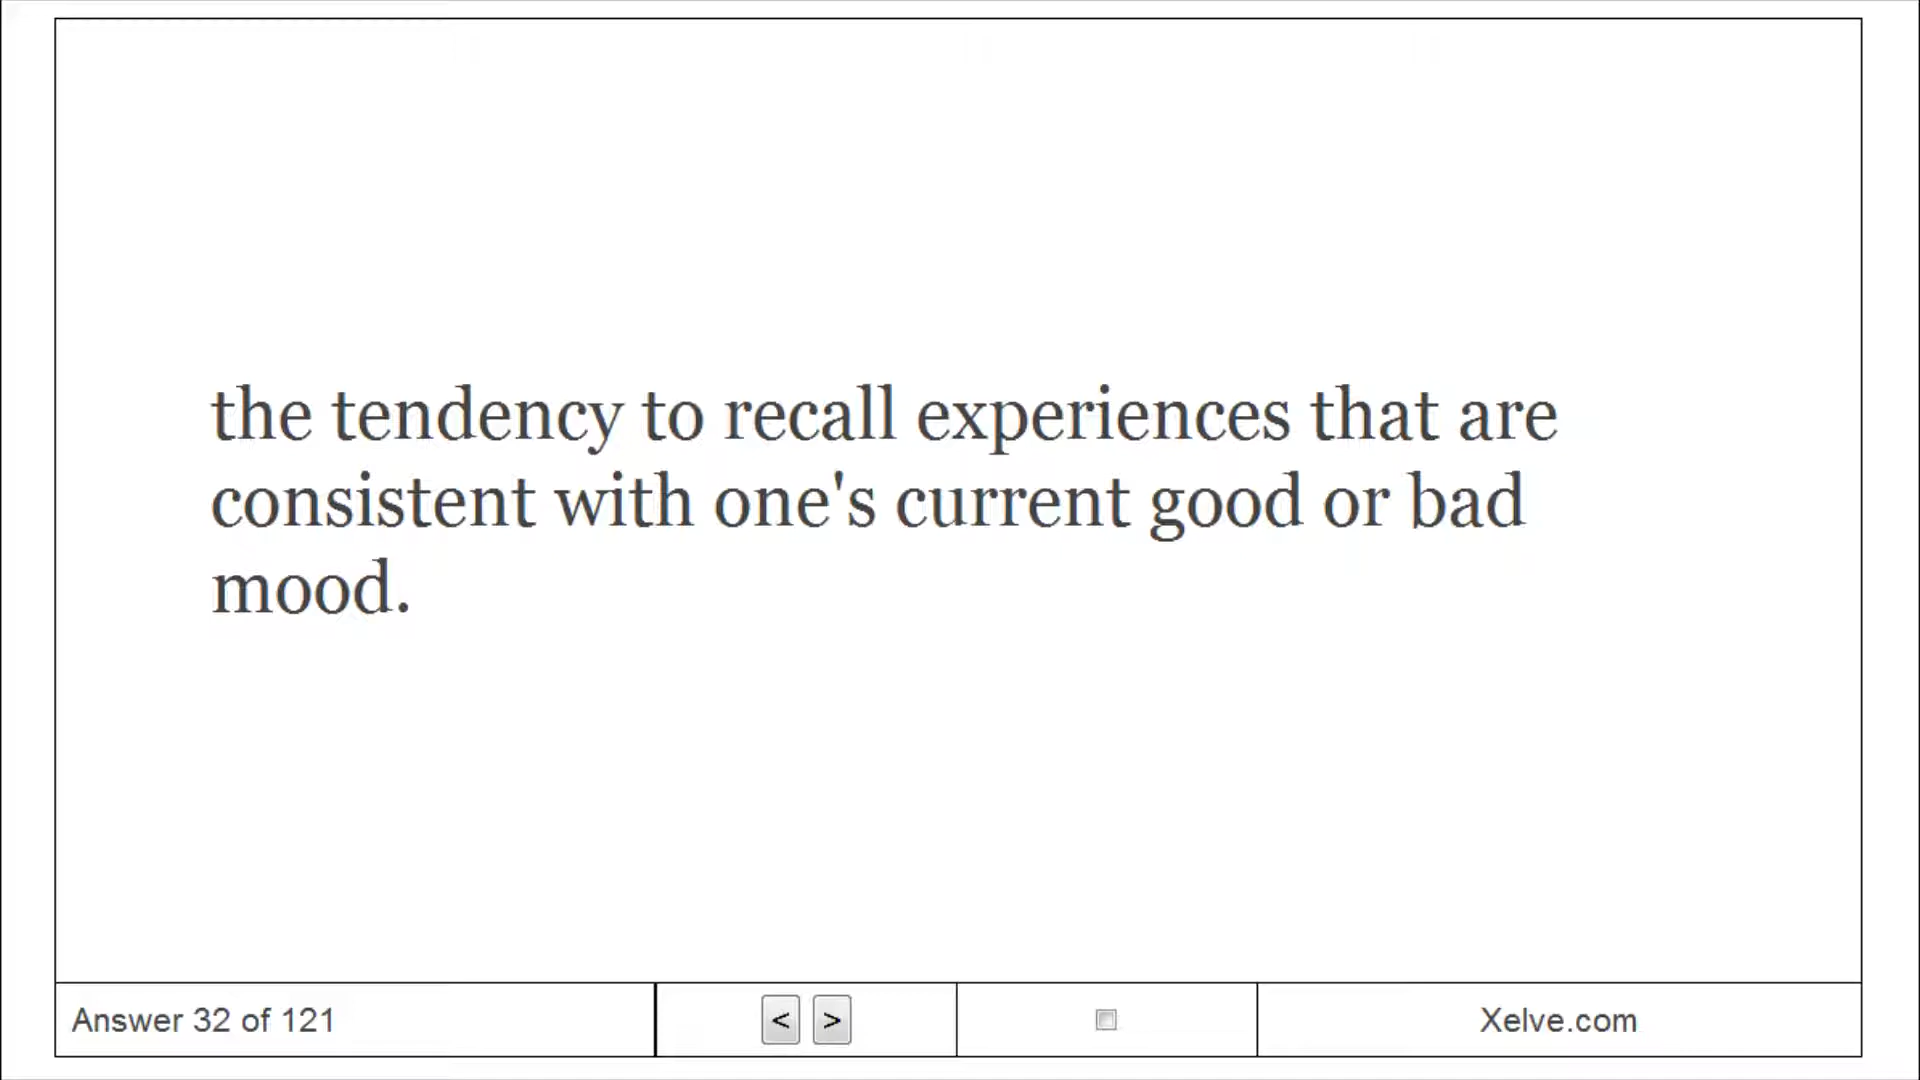 the tendency to recall experiences that are
consistent with one's current good or bad
mood.
Answer 32 of 121
< >
Xelve.com